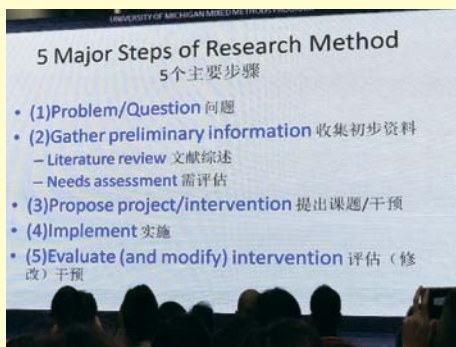 UNIVERSITY OF MICHIGAN MIXED METHODS
5 Major Steps of Research Method
5个主要步骤
• (1)Problem/Question 问题
• (2)Gather preliminary information 收集初步资料
– Literature review 文献综述
– Needs assessment 需评估
• (3)Propose project/intervention 提出课题/干预
• (4)Implement 实施
• (5)Evaluate (and modify) intervention 评估（修
改）干预